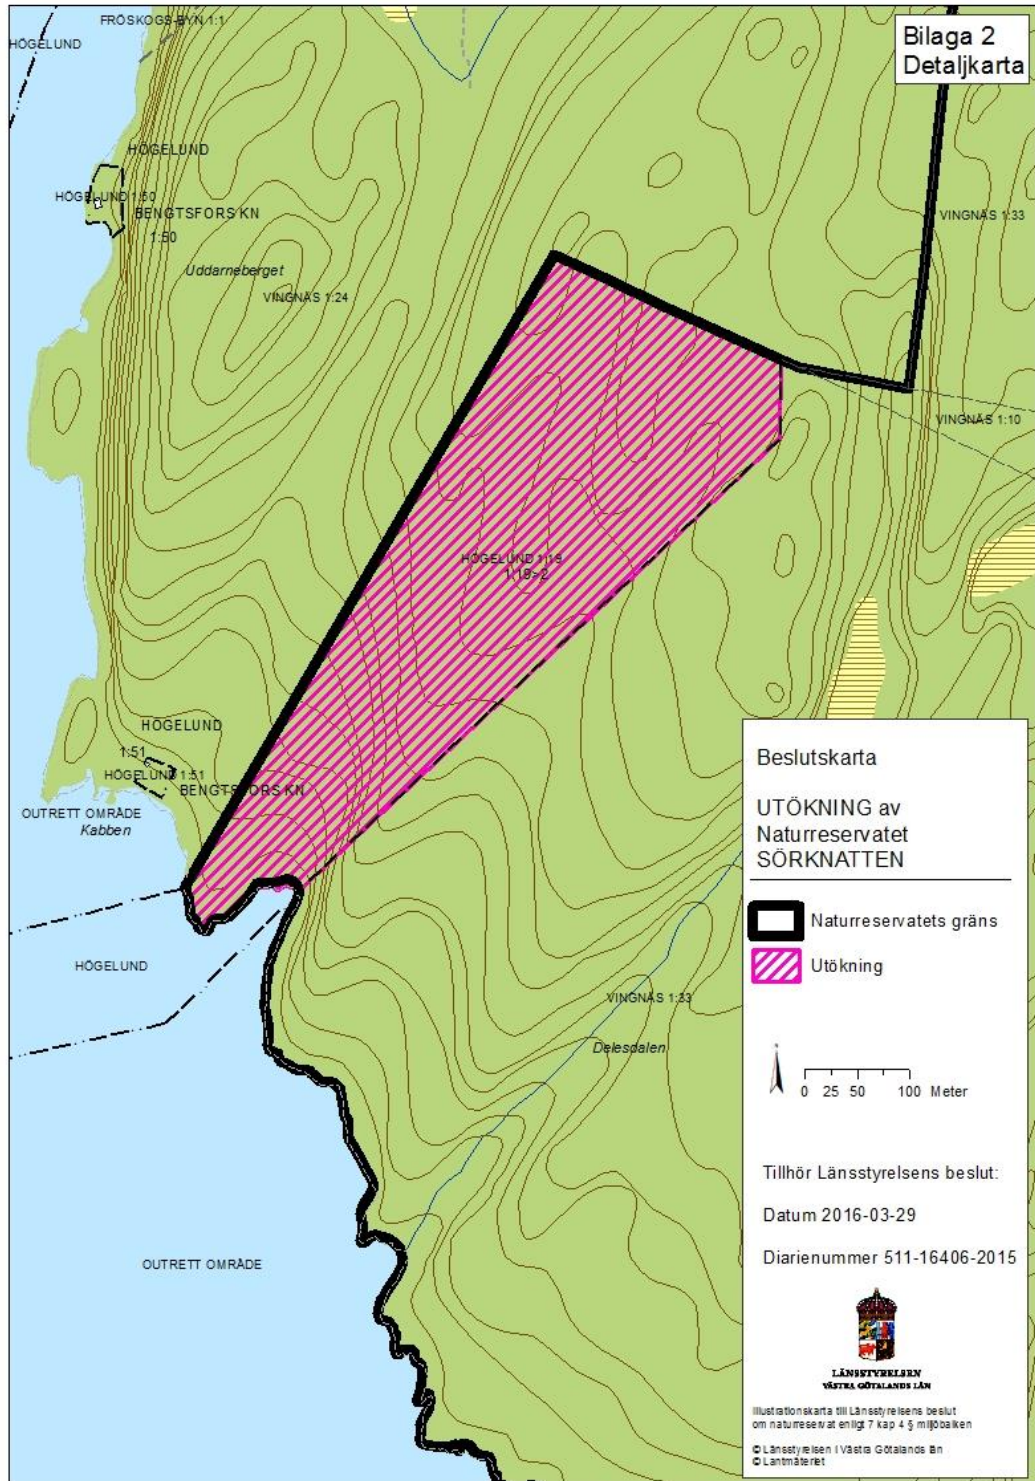 FRÖSKOGS-BYN 1:1
HÖGELUND
Bilaga 2
Detaljkarta
HÖGELUND
HÖGELUND 1:50
BENGTSFORS KN
1:50
VINGNÄS 1:33
Uddarneberget
VINGNÄS 1:24
VINGNÄS 1:10
HÖGELUND 1:19
1:19>2
HÖGELUND
1:51
HÖGELUND 1:51
BENGTSFORS KN
OUTRETT OMRÅDE
Kabben
HÖGELUND
VINGNÄS 1:33
Delesdalen
OUTRETT OMRÅDE
Beslutskarta
UTÖKNING av
Naturreservatet
SÖRKNATTEN
Naturreservatets gräns
Utökning
0 25 50 100 Meter
Tillhör Länsstyrelsens beslut:
Datum 2016-03-29
Diarienummer 511-16406-2015
LÄNSSTYRELSEN
VÄSTRA GÖTALANDS LÄN
Illustrationskarta till Länsstyrelsens beslut
om naturreservat enligt 7 kap 4 § miljöbalken
© Länsstyrelsen i Västra Götalands län
© Lantmäteriet